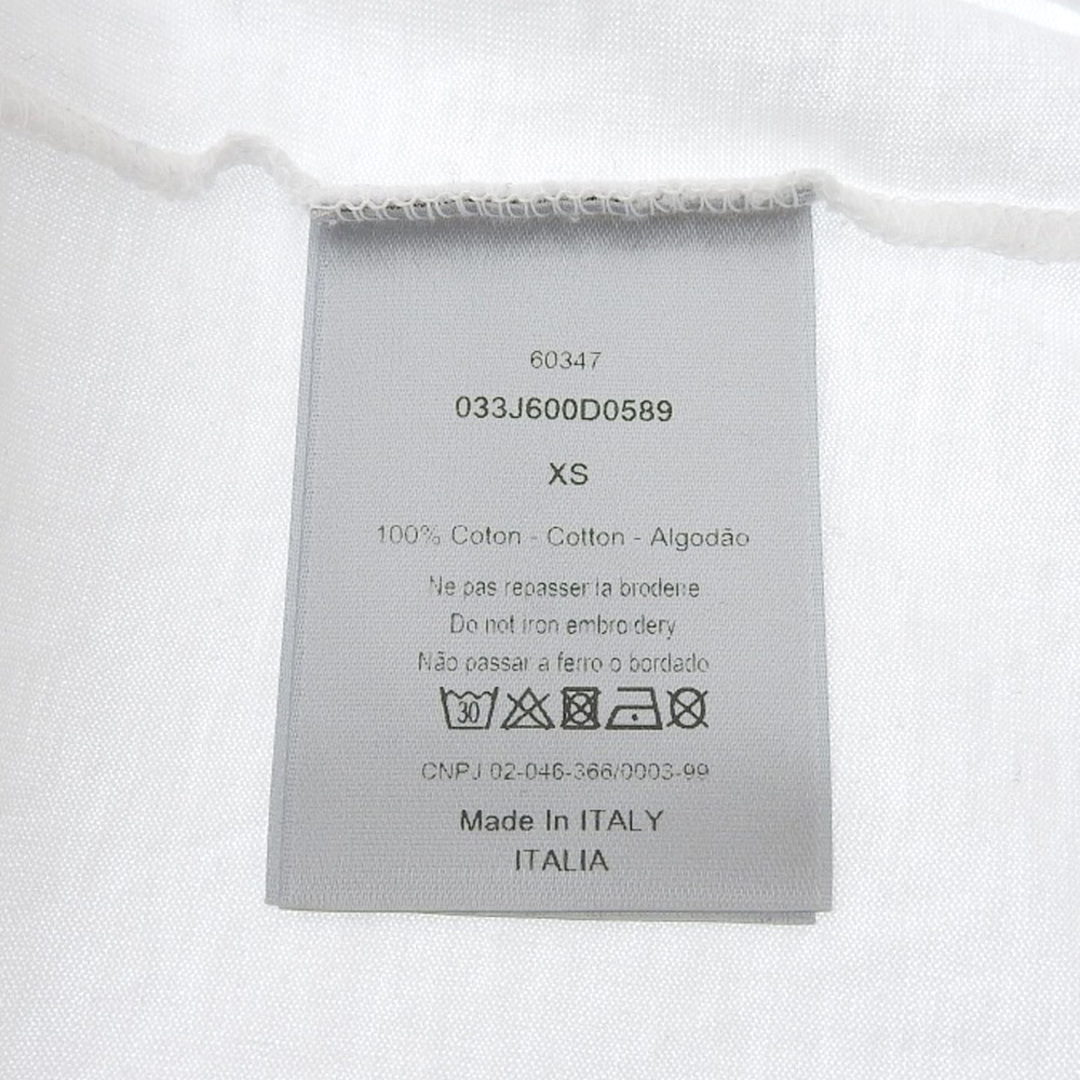 60347
033J600D0589
XS
100% Coton - Cotton - Algodão
Ne pas repasser la broderie
Do not iron embroidery
Não passar a ferro o bordado
30
CNPJ 02-046-366/0003-99
Made In ITALY
ITALIA